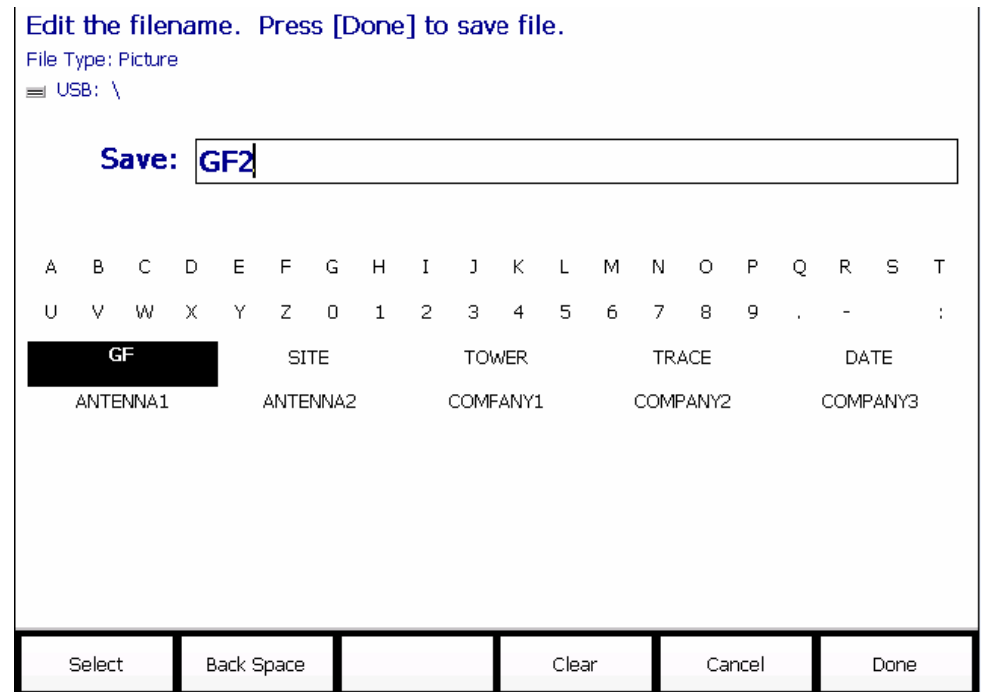 Edit the filename.  Press [Done] to save file.
File Type: Picture
USB: \
Save: GF2
A B C D E F G H I J K L M N O P Q R S T
U V W X Y Z 0 1 2 3 4 5 6 7 8 9 . - :
GF SITE TOWER TRACE DATE
ANTENNA1 ANTENNA2 COMFANY1 COMPANY2 COMPANY3
Select Back Space Clear Cancel Done